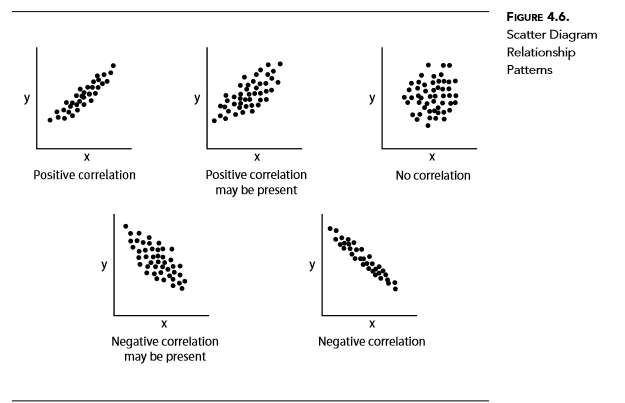 FIGURE 4.6.
Scatter Diagram
Relationship
Patterns
y
x
Positive correlation
y
x
Positive correlation
may be present
y
x
No correlation
y
x
Negative correlation
may be present
y
x
Negative correlation